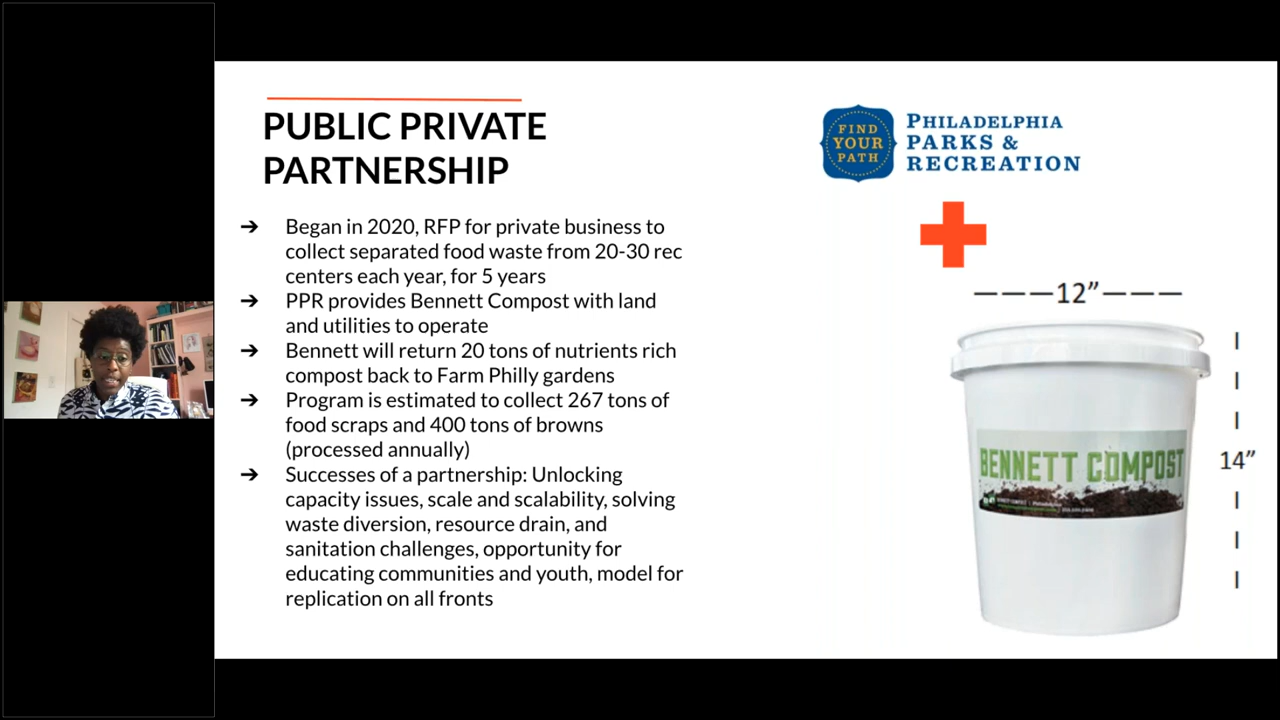 PUBLIC PRIVATE
PARTNERSHIP
➔ Began in 2020, RFP for private business to
collect separated food waste from 20-30 rec
centers each year, for 5 years
➔ PPR provides Bennett Compost with land
and utilities to operate
➔ Bennett will return 20 tons of nutrients rich
compost back to Farm Philly gardens
➔ Program is estimated to collect 267 tons of
food scraps and 400 tons of browns
(processed annually)
➔ Successes of a partnership: Unlocking
capacity issues, scale and scalability, solving
waste diversion, resource drain, and
sanitation challenges, opportunity for
educating communities and youth, model for
replication on all fronts
FIND
YOUR
PATH
PHILADELPHIA
PARKS &
RECREATION
———12”———
14”
BENNETT COMPOST